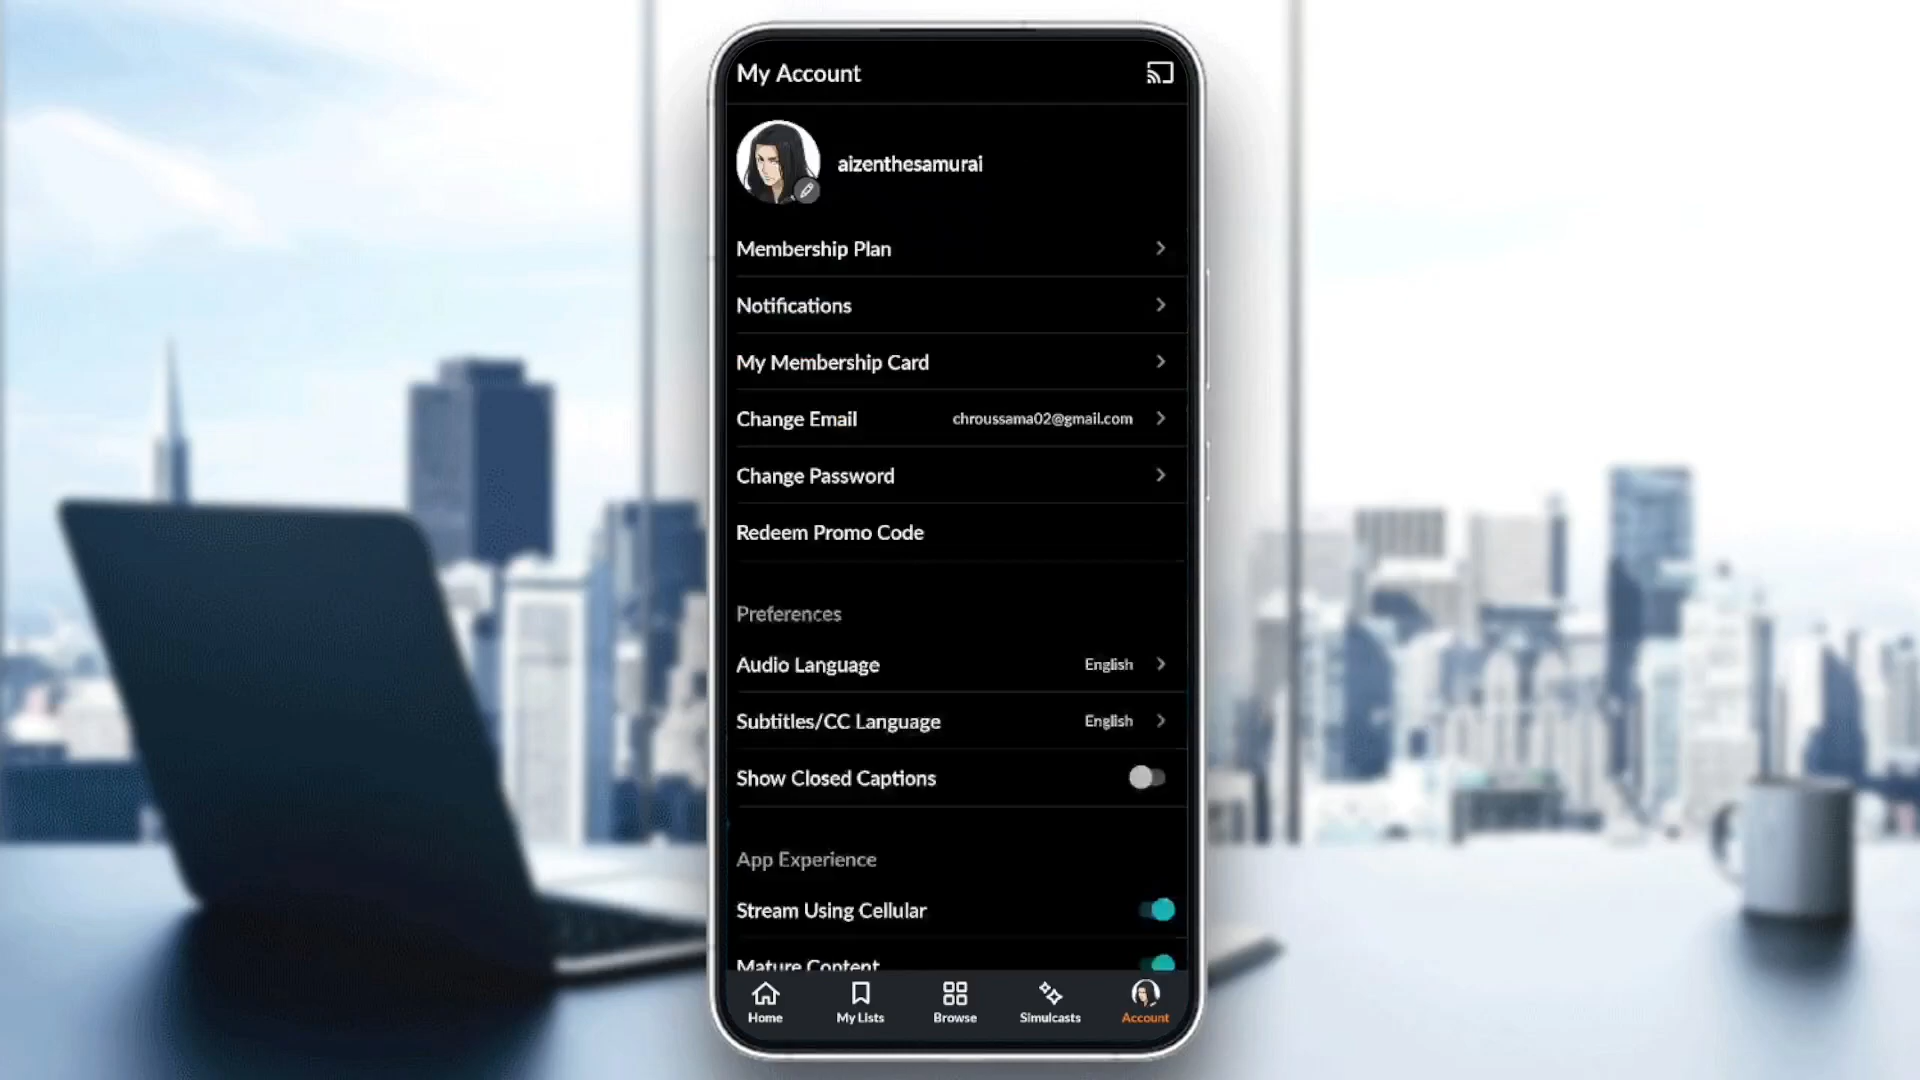 My Account
aizenthesamurai
Membership Plan
Notifications
My Membership Card
Change Email chroussama02@gmail.com
Change Password
Redeem Promo Code
Preferences
Audio Language English
Subtitles/CC Language English
Show Closed Captions
App Experience
Stream Using Cellular
Mature Content
Home My Lists Browse Simulcasts Account